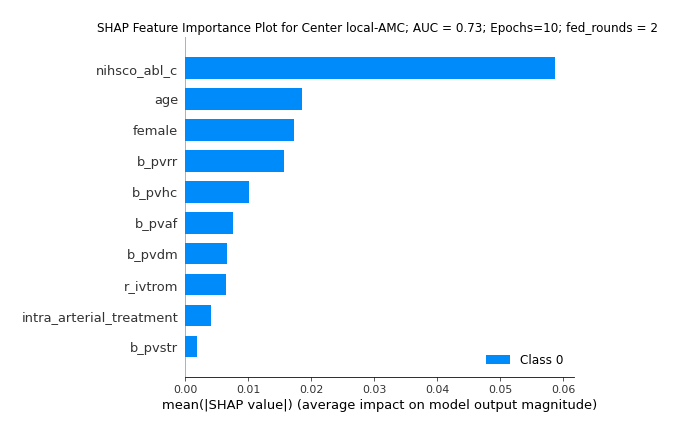 SHAP Feature Importance Plot for Center local-AMC; AUC = 0.73; Epochs=10; fed_rounds = 2
nihsco_abl_c
age
female
b_pvrr
b_pvhc
b_pvaf
b_pvdm
r_ivtrom
intra_arterial_treatment
b_pvstr
Class 0
0.00 0.01 0.02 0.03 0.04 0.05 0.06
mean(|SHAP value|) (average impact on model output magnitude)